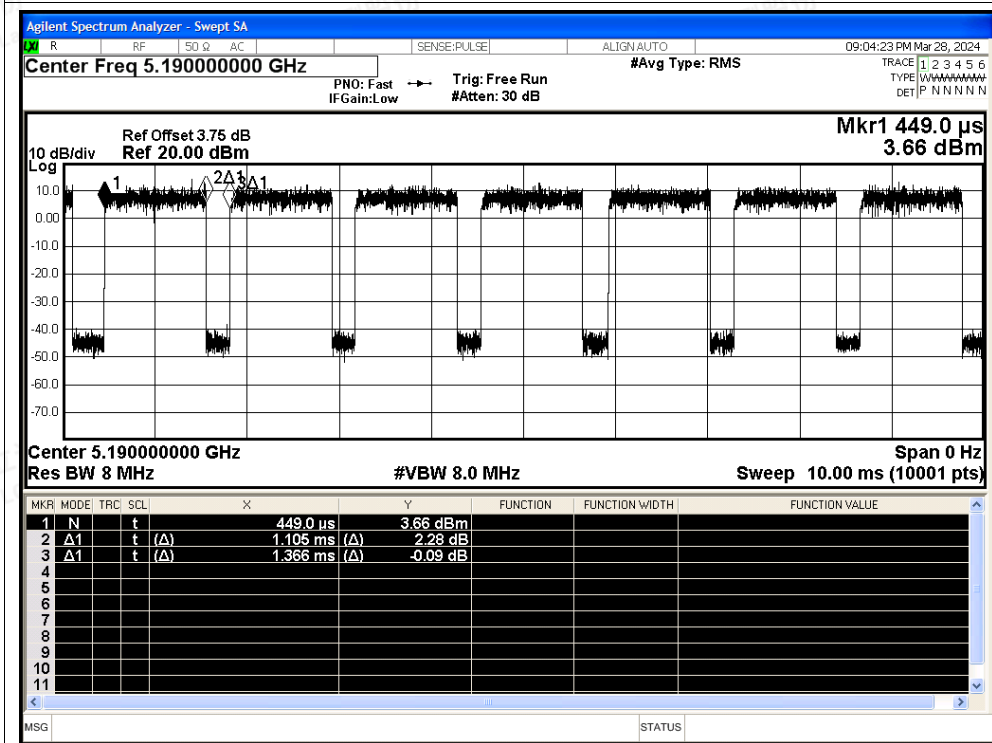 Agilent Spectrum Analyzer - Swept SA
LXI R RF 50 Ω AC SENSE:PULSE ALIGN AUTO 09:04:23 PM Mar 28, 2024
Center Freq 5.190000000 GHz #Avg Type: RMS TRACE 1 2 3 4 5 6
PNO: Fast Trig: Free Run TYPE WWWWWW
IFGain:Low #Atten: 30 dB DET P N N N N N
Mkr1 449.0 µs
Ref Offset 3.75 dB
10 dB/div Ref 20.00 dBm 3.66 dBm
Log
1 2Δ1 3Δ1
10.0
0.00
-10.0
-20.0
-30.0
-40.0
-50.0
-60.0
-70.0
Center 5.190000000 GHz Span 0 Hz
Res BW 8 MHz #VBW 8.0 MHz Sweep 10.00 ms (10001 pts)
MKR MODE TRC SCL X Y FUNCTION FUNCTION WIDTH FUNCTION VALUE
1 N t 449.0 µs 3.66 dBm
2 Δ1 t (Δ) 1.105 ms (Δ) 2.28 dB
3 Δ1 t (Δ) 1.366 ms (Δ) -0.09 dB
4
5
6
7
8
9
10
11
MSG STATUS